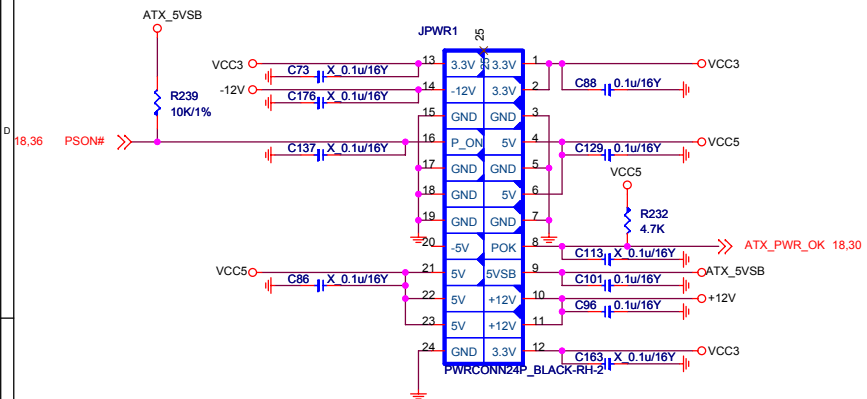 ATX_5VSB
JPWR1
25
25
VCC3
C73
X_0.1u/16Y
13
3.3V
3.3V
1
VCC3
-12V
C176
X_0.1u/16Y
14
-12V
3.3V
2
C88
0.1u/16Y
R239
10K/1%
15
GND
GND
3
D
18,36
PSON#
16
P_ON
5V
4
VCC5
C137
X_0.1u/16Y
C129
0.1u/16Y
17
GND
GND
5
VCC5
18
GND
5V
6
R232
4.7K
19
GND
GND
7
20
-5V
POK
8
ATX_PWR_OK 18,30
C113
X_0.1u/16Y
VCC5
21
5V
5VSB
9
ATX_5VSB
C86
X_0.1u/16Y
C101
0.1u/16Y
22
5V
+12V
10
+12V
C96
0.1u/16Y
23
5V
+12V
11
24
GND
3.3V
12
VCC3
C163
X_0.1u/16Y
PWRCONN24P_BLACK-RH-2